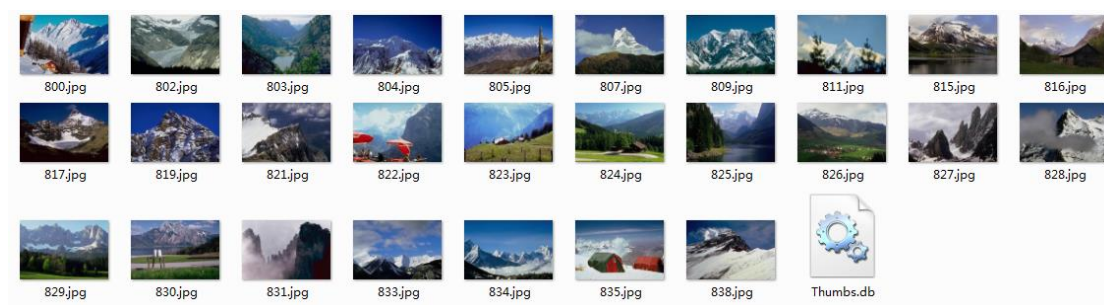 800.jpg 802.jpg 803.jpg 804.jpg 805.jpg 807.jpg 809.jpg 811.jpg 815.jpg 816.jpg
817.jpg 819.jpg 821.jpg 822.jpg 823.jpg 824.jpg 825.jpg 826.jpg 827.jpg 828.jpg
829.jpg 830.jpg 831.jpg 833.jpg 834.jpg 835.jpg 838.jpg Thumbs.db